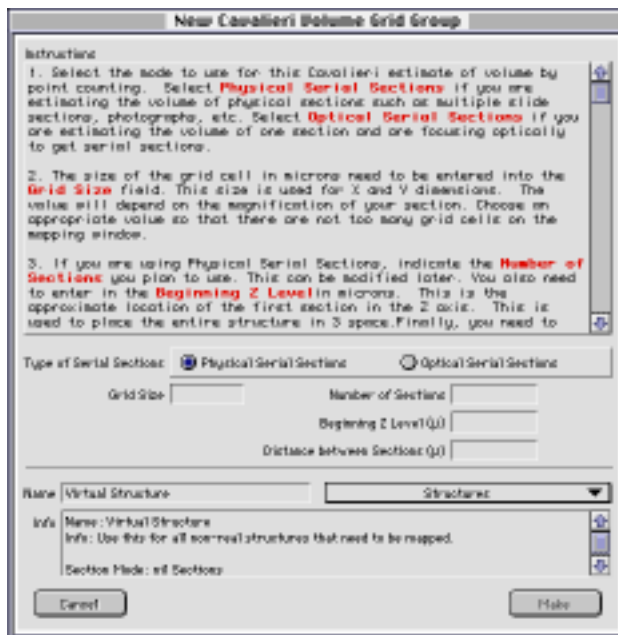 New Cavalieri Volume Grid Group
Instructions
1. Select the mode to use for this Cavalieri estimate of volume by
point counting. Select Physical Serial Sections if you are
estimating the volume of physical sections such as multiple slide
sections, photographs, etc. Select Optical Serial Sections if you
are estimating the volume of one section and are focusing optically
to get serial sections.
2. The size of the grid cell in microns need to be entered into the
Grid Size field. This size is used for X and Y dimensions. The
value will depend on the magnification of your section. Choose an
appropriate value so that there are not too many grid cells on the
mapping window.
3. If you are using Physical Serial Sections, indicate the Number of
Sections you plan to use. This can be modified later. You also need
to enter in the Beginning Z Level in microns. This is the
approximate location of the first section in the Z axis. This is
used to place the entire structure in 3 space.Finally, you need to
Type of Serial Sections Physical Serial Sections Optical Serial Sections
Grid Size Number of Sections
Beginning Z Level (µ)
Distance between Sections (µ)
Name Virtual Structure Structures
Info Name: Virtual Structure
Info: Use this for all non-real structures that need to be mapped.
Section Mode: nil Sections
Cancel Make